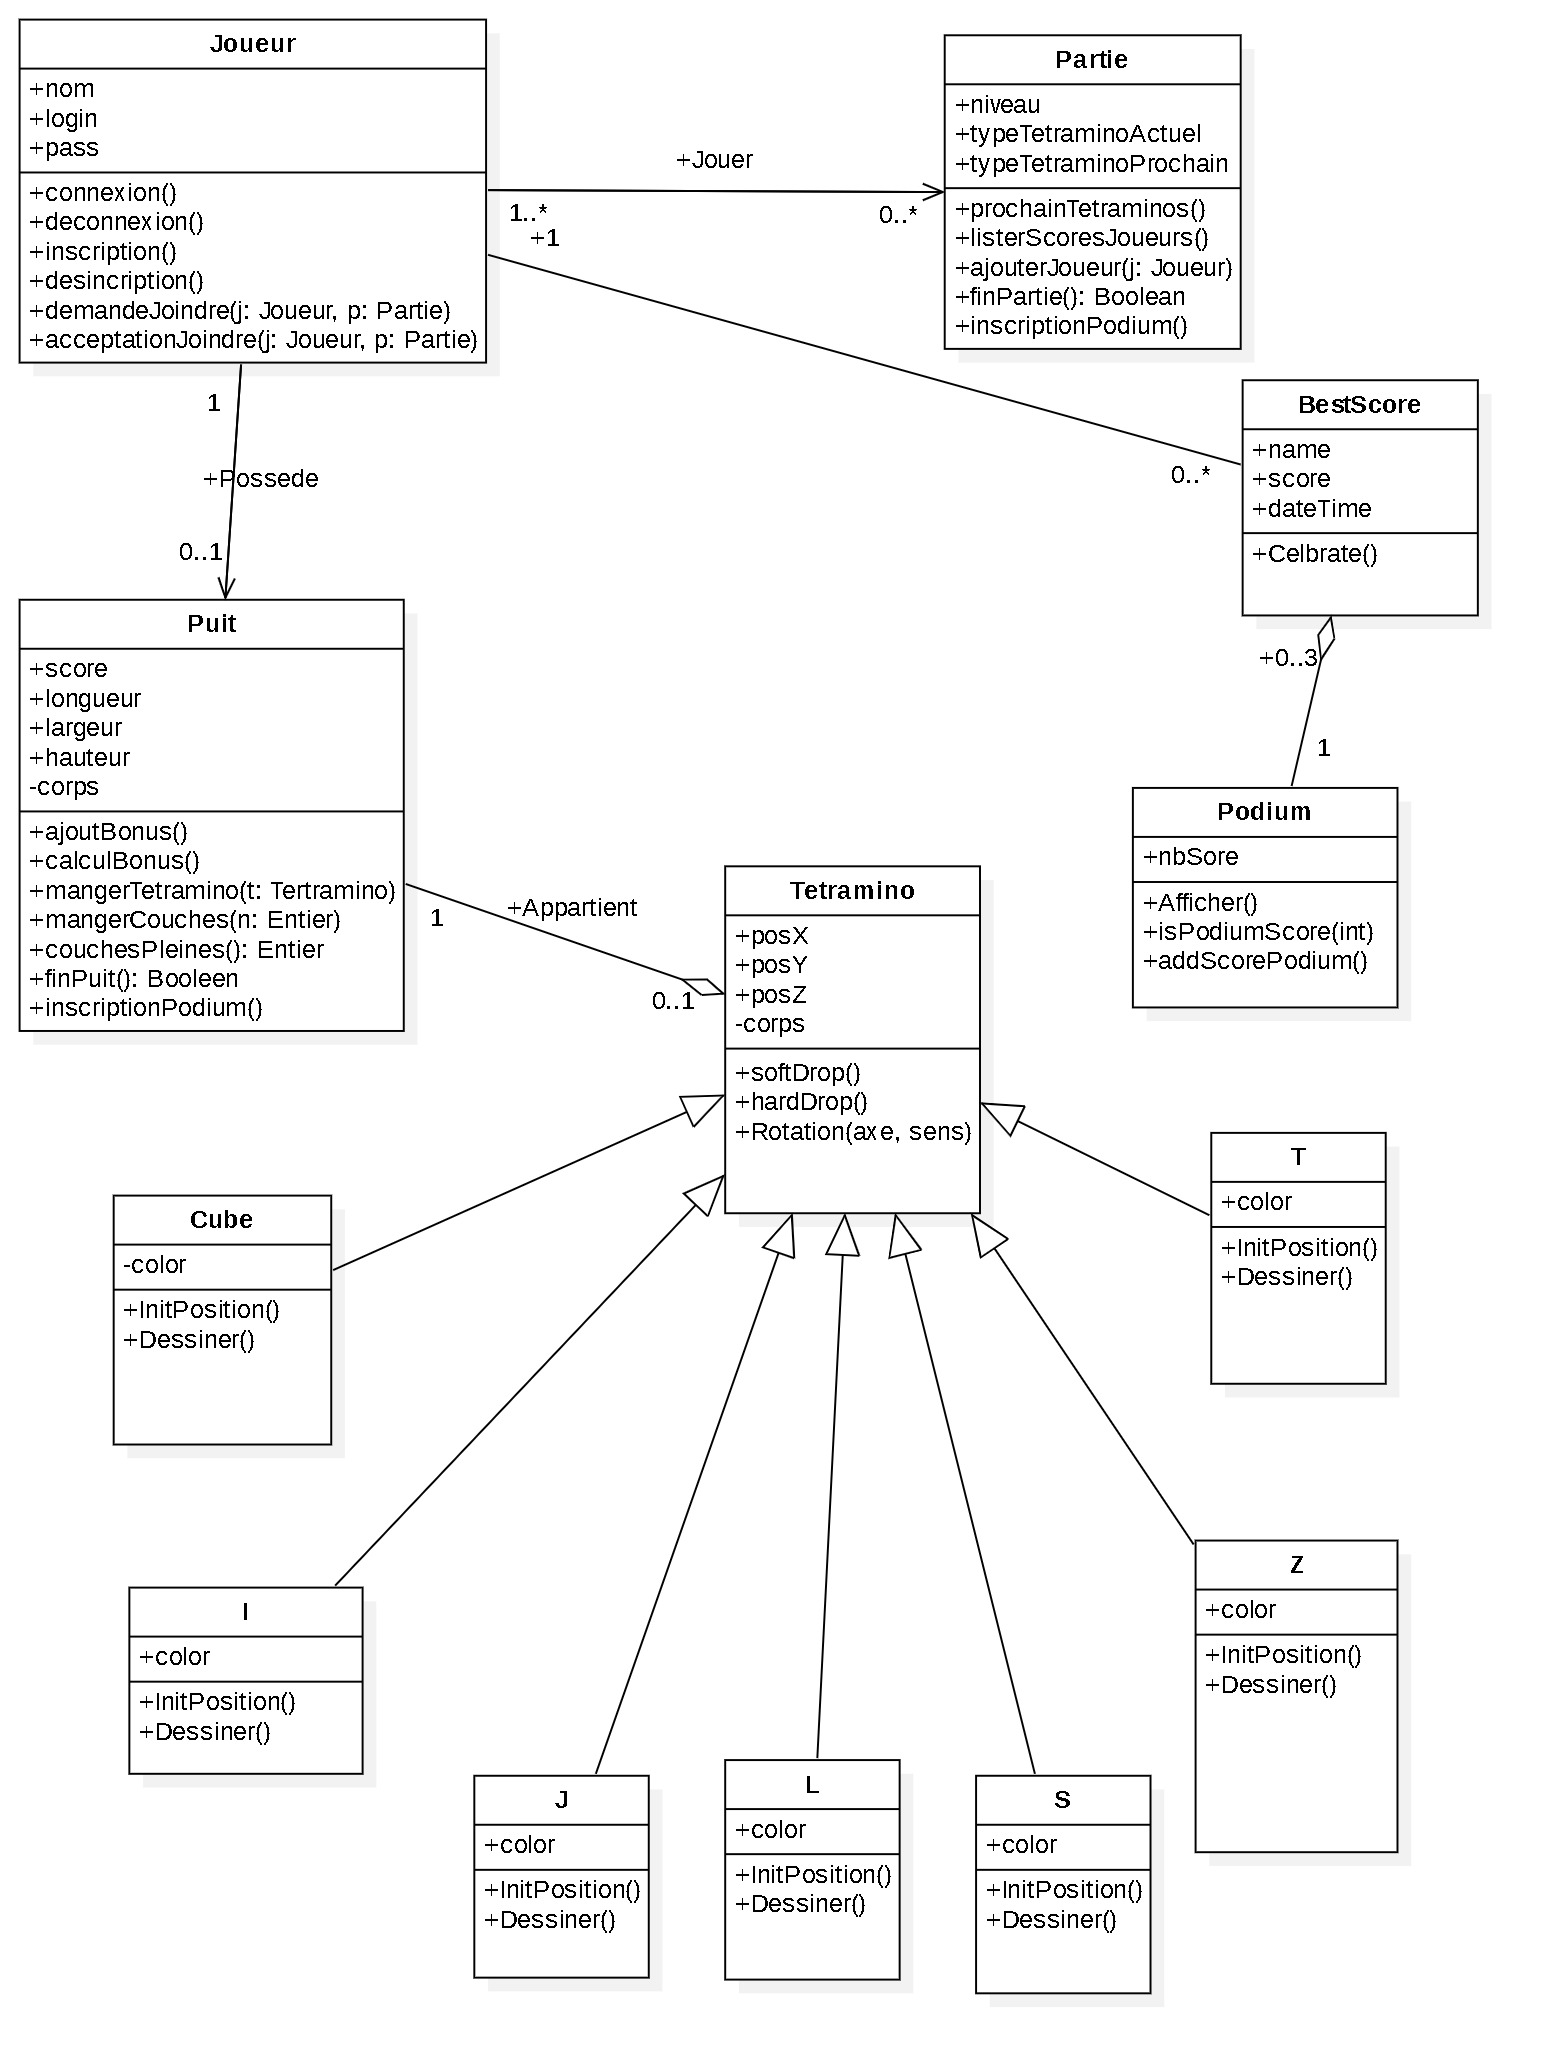 Joueur
+nom
+login
+pass
+connexion()
+deconnexion()
+inscription()
+desincription()
+demandeJoindre(j: Joueur, p: Partie)
+acceptationJoindre(j: Joueur, p: Partie)
+Jouer
1..*
0..*
+1
0..*
Partie
+niveau
+typeTetraminoActuel
+typeTetraminoProchain
+prochainTetraminos()
+listerScoresJoueurs()
+ajouterJoueur(j: Joueur)
+finPartie(): Boolean
+inscriptionPodium()
BestScore
+name
+score
+dateTime
+Celbrate()
1
+Possede
0..1
+0..3
1
Puit
+score
+longueur
+largeur
+hauteur
-corps
+ajoutBonus()
+calculBonus()
+mangerTetramino(t: Tertramino)
+mangerCouches(n: Entier)
+couchesPleines(): Entier
+finPuit(): Booleen
+inscriptionPodium()
1
+Appartient
0..1
Podium
+nbSore
+Afficher()
+isPodiumScore(int)
+addScorePodium()
Tetramino
+posX
+posY
+posZ
-corps
+softDrop()
+hardDrop()
+Rotation(axe, sens)
T
+color
+InitPosition()
+Dessiner()
Cube
-color
+InitPosition()
+Dessiner()
Z
+color
+InitPosition()
+Dessiner()
I
+color
+InitPosition()
+Dessiner()
J
+color
+InitPosition()
+Dessiner()
L
+color
+InitPosition()
+Dessiner()
S
+color
+InitPosition()
+Dessiner()